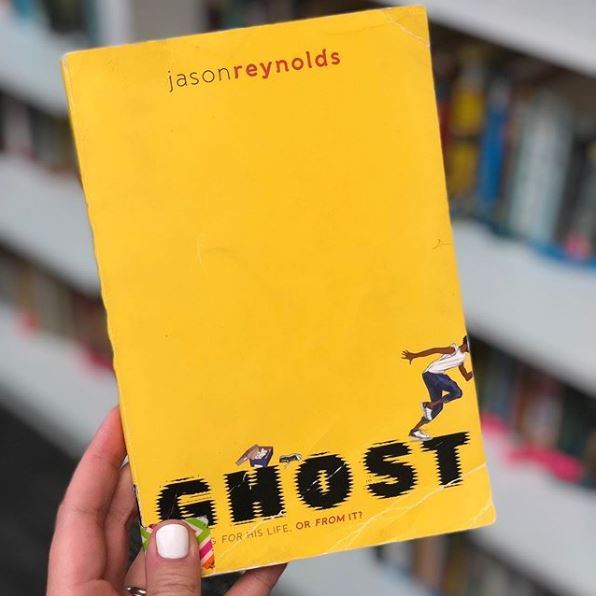 jasonreynolds
GHOST
FOR HIS LIFE, OR FROM IT?